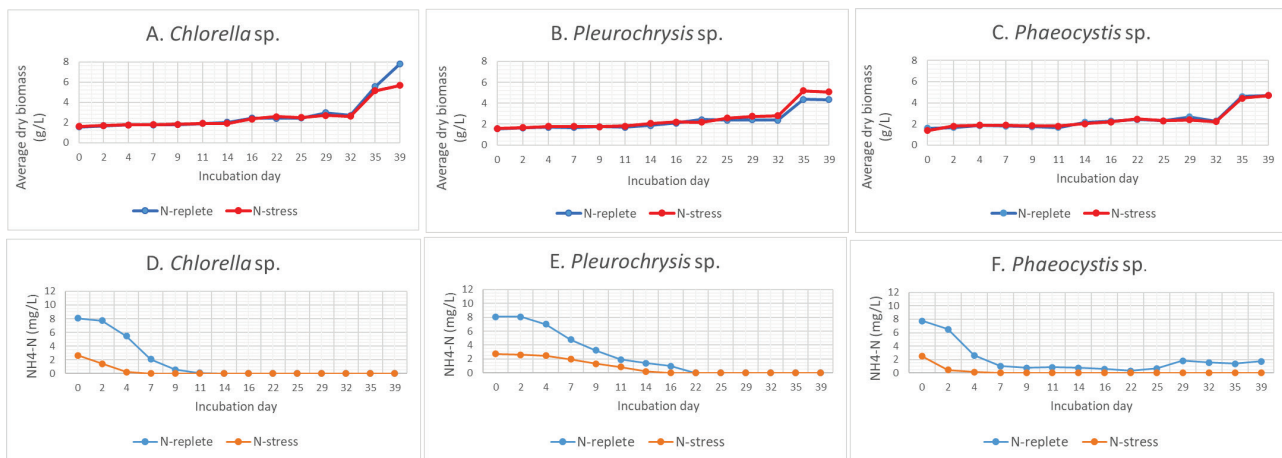 A. Chlorella sp.
Average dry biomass
(g/L)
8
6
4
2
0
0 2 4 7 9 11 14 16 22 25 29 32 35 39
Incubation day
N-replete N-stress
B. Pleurochrysis sp.
Average dry biomass
(g/L)
8
6
4
2
0
0 2 4 7 9 11 14 16 22 25 29 32 35 39
Incubation day
N-replete N-stress
C. Phaeocystis sp.
Average dry biomass
(g/L)
8
6
4
2
0
0 2 4 7 9 11 14 16 22 25 29 32 35 39
Incubation day
N-replete N-stress
D. Chlorella sp.
NH4-N (mg/L)
12
10
8
6
4
2
0
0 2 4 7 9 11 14 16 22 25 29 32 35 39
Incubation day
N-replete N-stress
E. Pleurochrysis sp.
NH4-N (mg/L)
12
10
8
6
4
2
0
0 2 4 7 9 11 14 16 22 25 29 32 35 39
Incubation day
N-replete N-stress
F. Phaeocystis sp.
NH4-N (mg/L)
12
10
8
6
4
2
0
0 2 4 7 9 11 14 16 22 25 29 32 35 39
Incubation day
N-replete N-stress